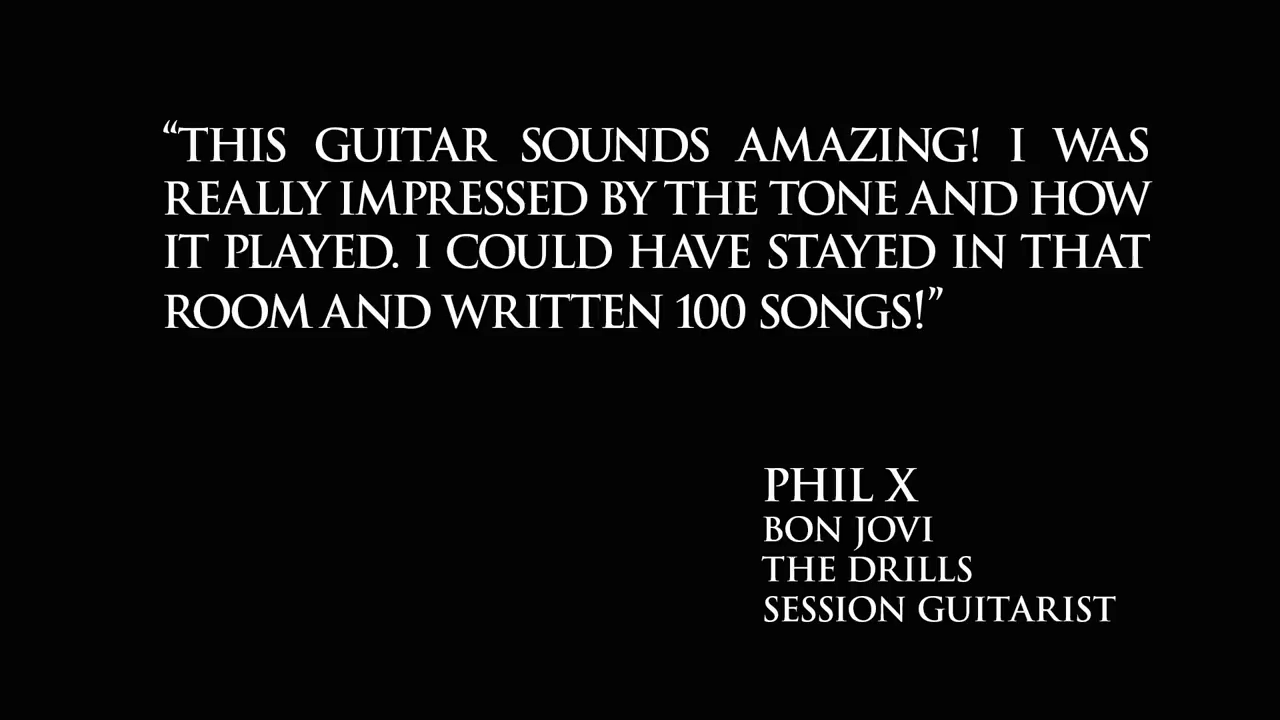 “THIS GUITAR SOUNDS AMAZING! I WAS
REALLY IMPRESSED BY THE TONE AND HOW
IT PLAYED. I COULD HAVE STAYED IN THAT
ROOM AND WRITTEN 100 SONGS!”
PHIL X
BON JOVI
THE DRILLS
SESSION GUITARIST